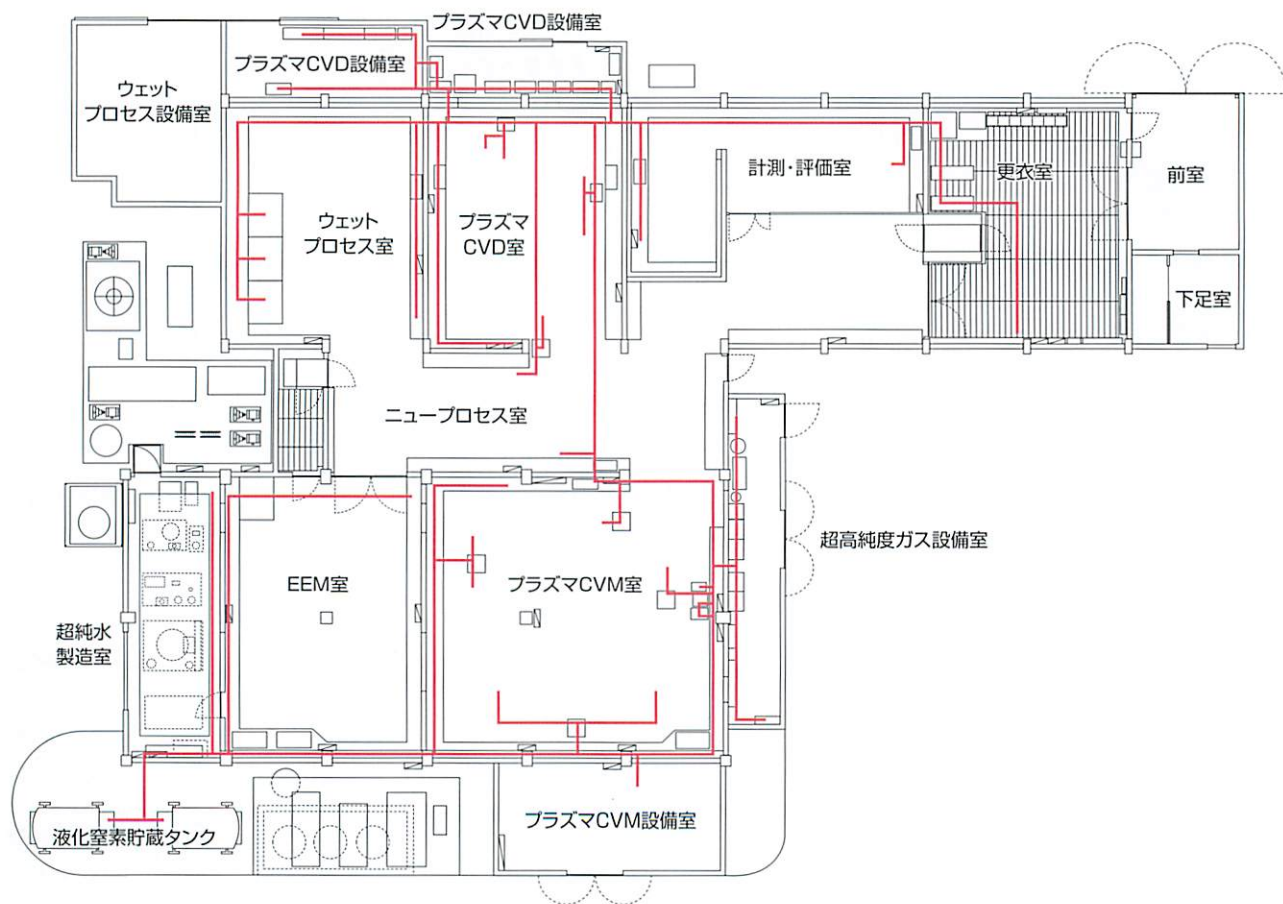 プラズマCVD設備室
プラズマCVD設備室
ウェット
プロセス設備室
計測・評価室
更衣室
前室
ウェット
プロセス室
プラズマ
CVD室
下足室
ニュープロセス室
超高純度ガス設備室
EEM室
プラズマCVM室
超純水
製造室
プラズマCVM設備室
液化窒素貯蔵タンク